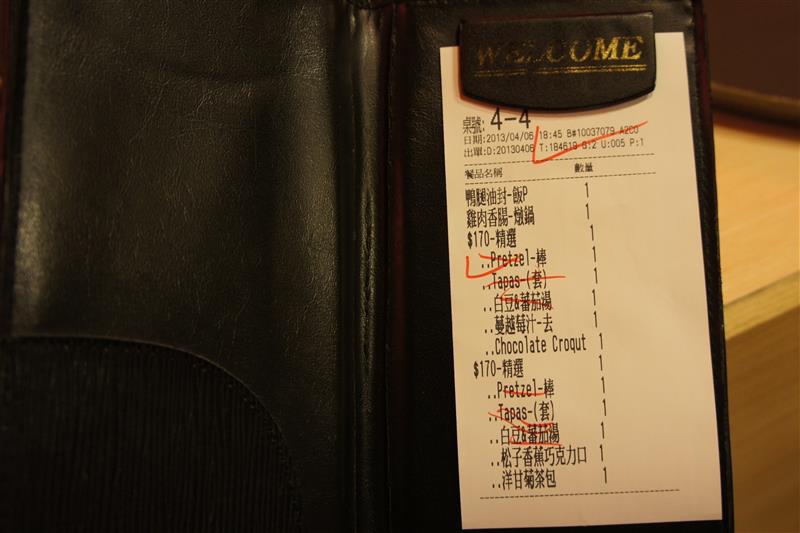 WELCOME
桌號: 4-4
日期:2013/04/06 18:45 B#10037079 A2C0
出單:D:20130406 T:184619 G:2 U:005 P:1
餐品名稱 數量
鴨腿油封-飯P 1
雞肉香腸-燉鍋 1
$170-精選 1
..Pretzel-棒 1
..Tapas-(套) 1
..白豆&蕃茄湯 1
..蔓越莓汁-去 1
..Chocolate Croqut 1
$170-精選 1
..Pretzel-棒 1
..Tapas-(套) 1
..白豆&蕃茄湯 1
..松子香蕉巧克力口 1
..洋甘菊茶包 1